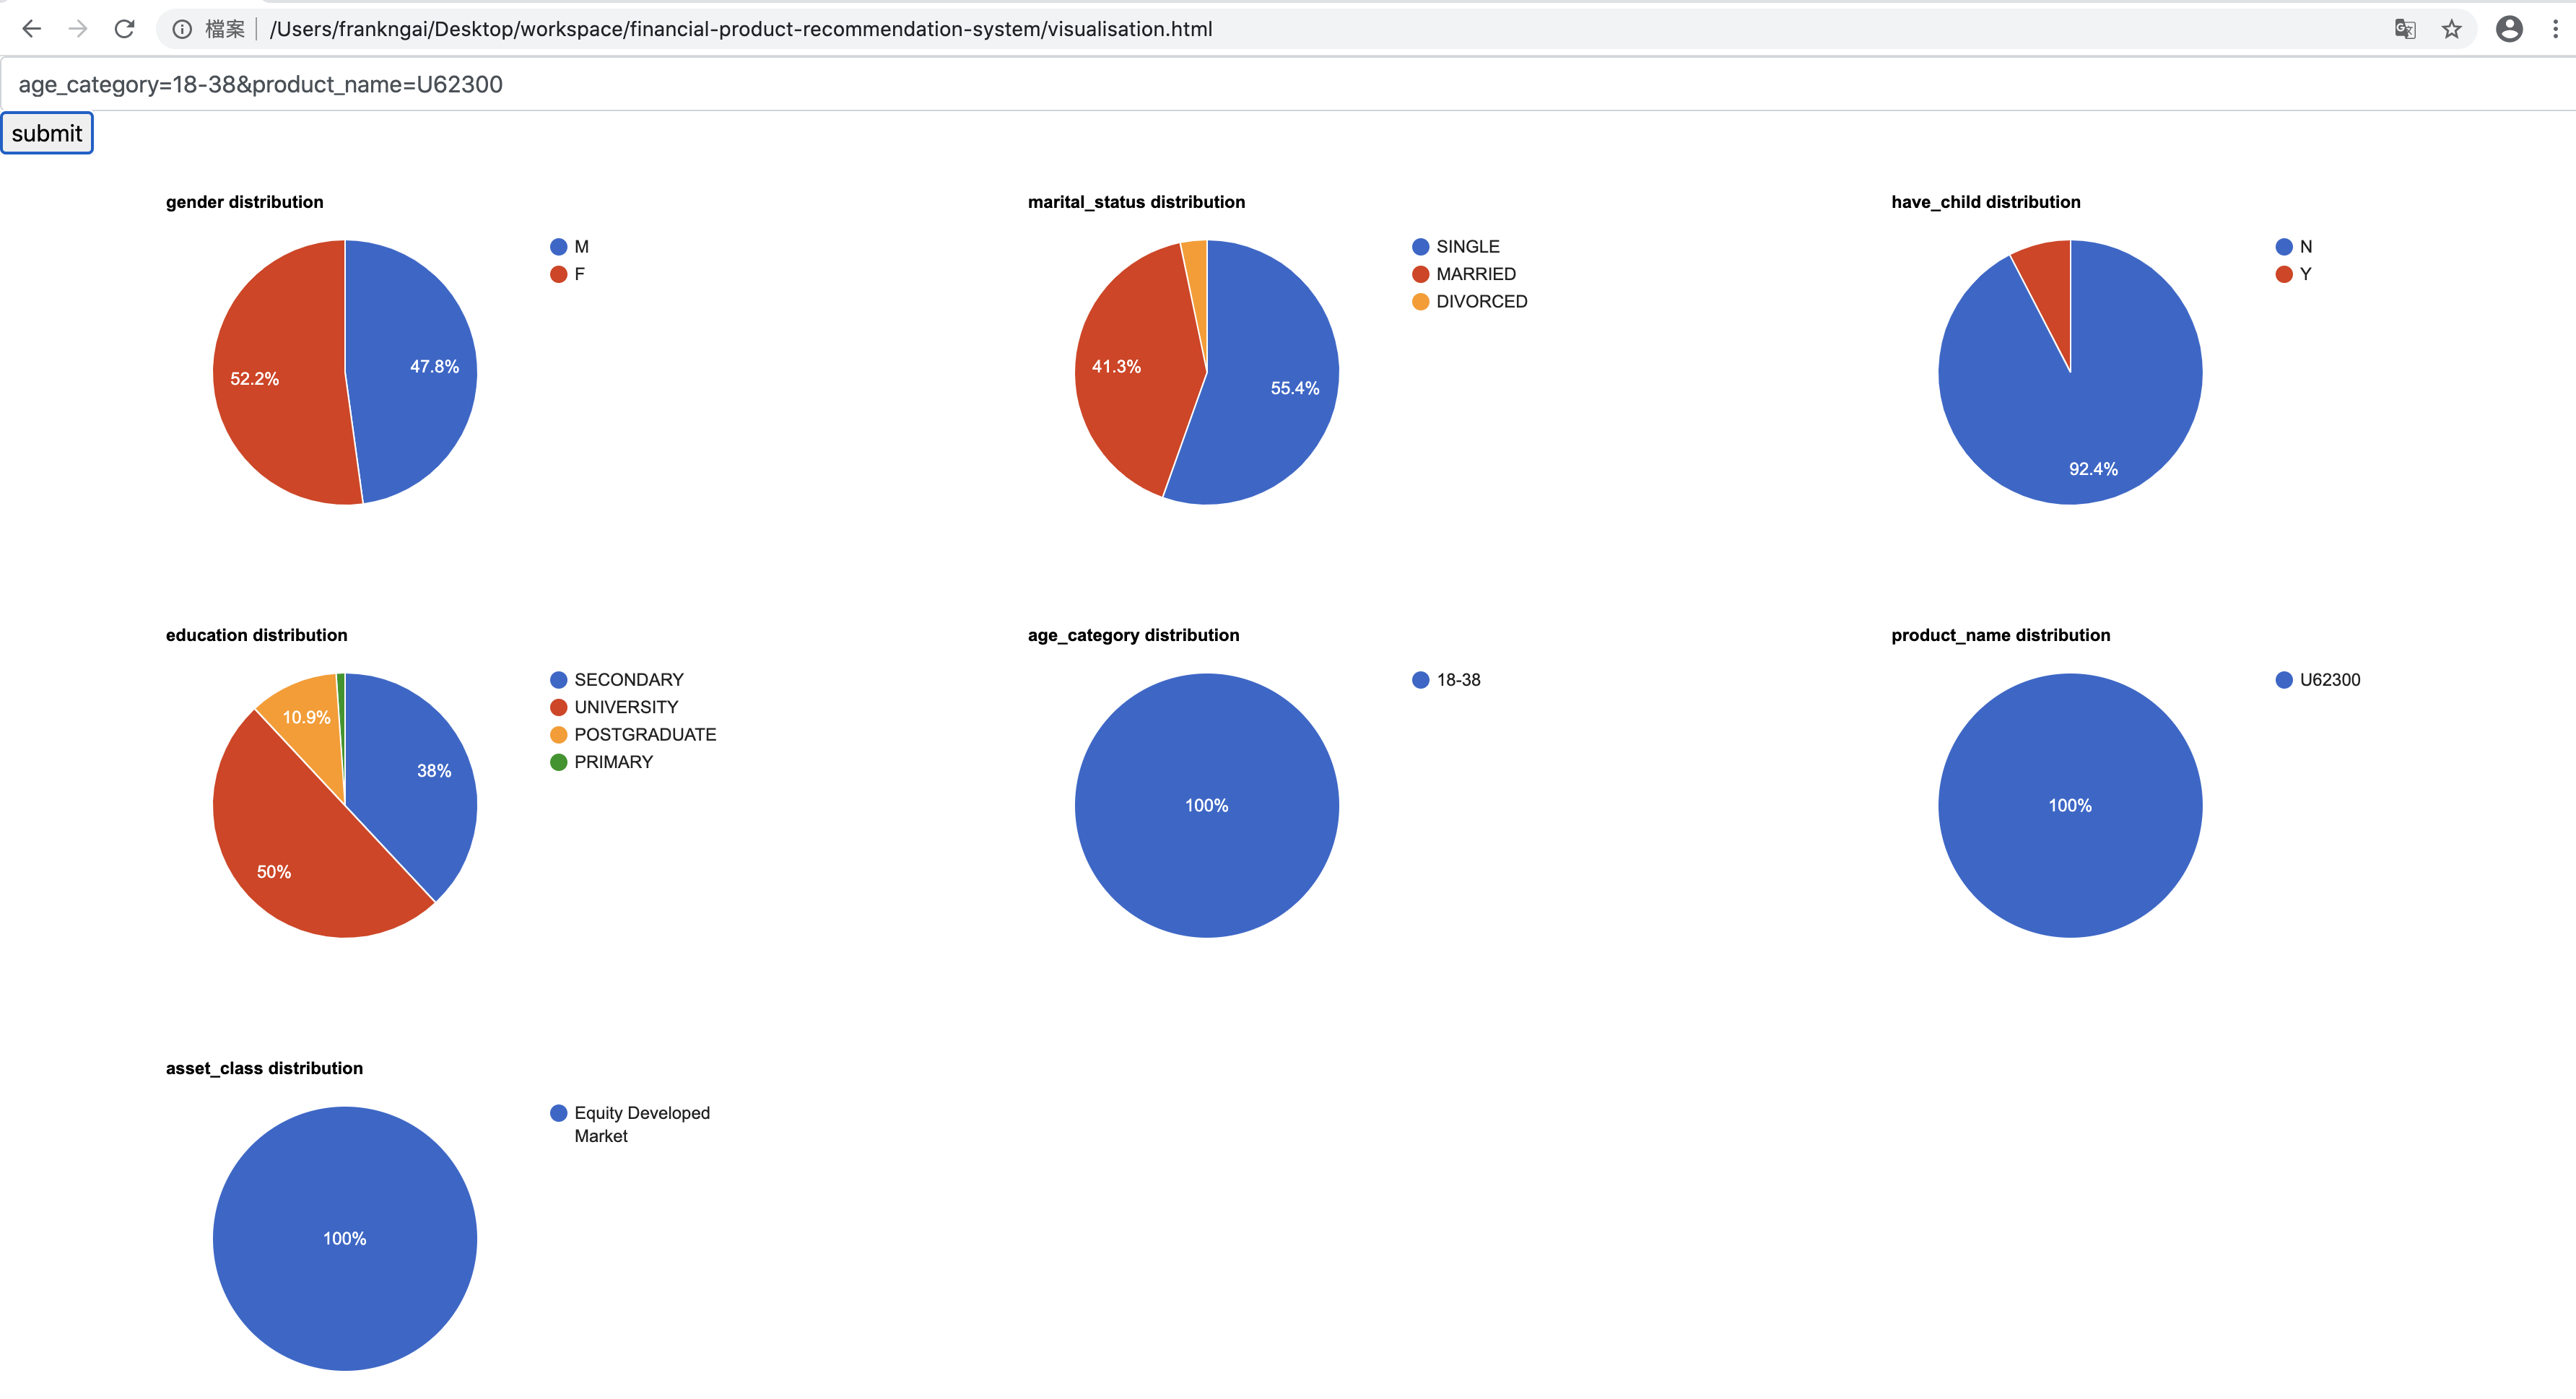 檔案 /Users/frankngai/Desktop/workspace/financial-product-recommendation-system/visualisation.html
age_category=18-38&product_name=U62300
submit
gender distribution
M
F
47.8%
52.2%
marital_status distribution
SINGLE
MARRIED
DIVORCED
41.3%
55.4%
have_child distribution
N
Y
92.4%
education distribution
SECONDARY
UNIVERSITY
POSTGRADUATE
PRIMARY
10.9%
38%
50%
age_category distribution
18-38
100%
product_name distribution
U62300
100%
asset_class distribution
Equity Developed
Market
100%